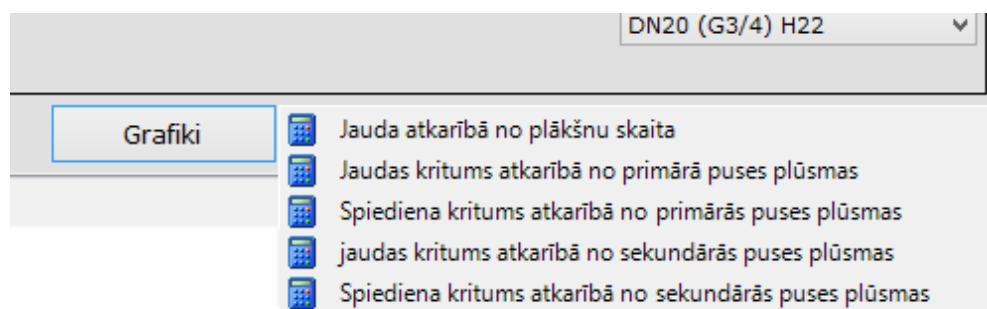 DN20 (G3/4) H22
Grafiki
Jauda atkarībā no plākšnu skaita
Jaudas kritums atkarībā no primārā puses plūsmas
Spiediena kritums atkarībā no primārās puses plūsmas
jaudas kritums atkarībā no sekundārās puses plūsmas
Spiediena kritums atkarībā no sekundārās puses plūsmas